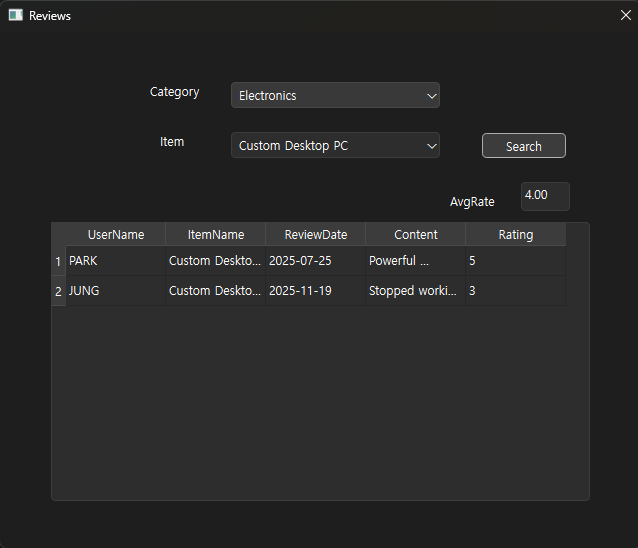 Reviews
Category Electronics
Item Custom Desktop PC Search
AvgRate 4.00
UserName ItemName ReviewDate Content Rating
1 PARK Custom Deskto... 2025-07-25 Powerful ... 5
2 JUNG Custom Deskto... 2025-11-19 Stopped worki... 3